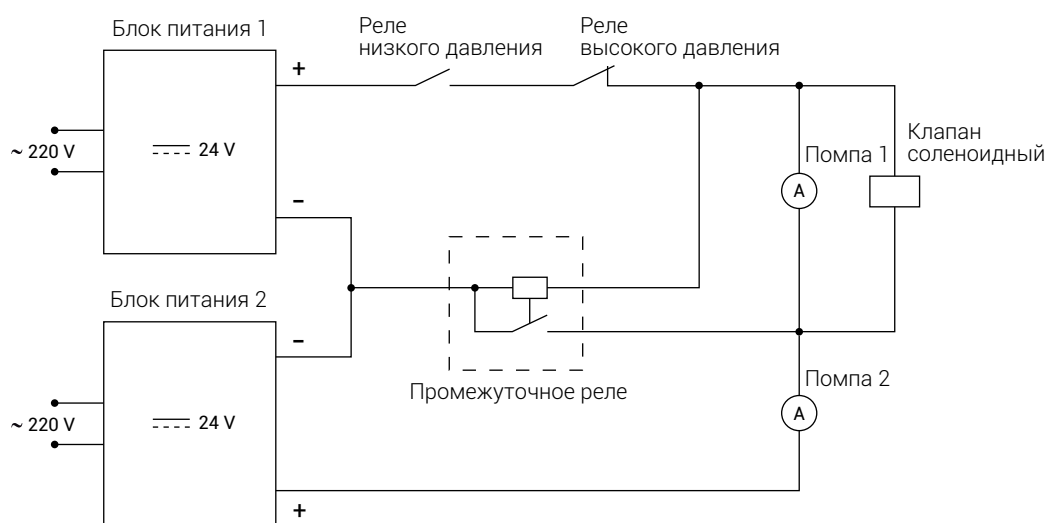 Блок питания 1
Реле
низкого давления
Реле
высокого давления
+
~ 220 V
24 V
Клапан
соленоидный
Помпа 1
A
–
Блок питания 2
–
Промежуточное реле
Помпа 2
A
~ 220 V
24 V
+